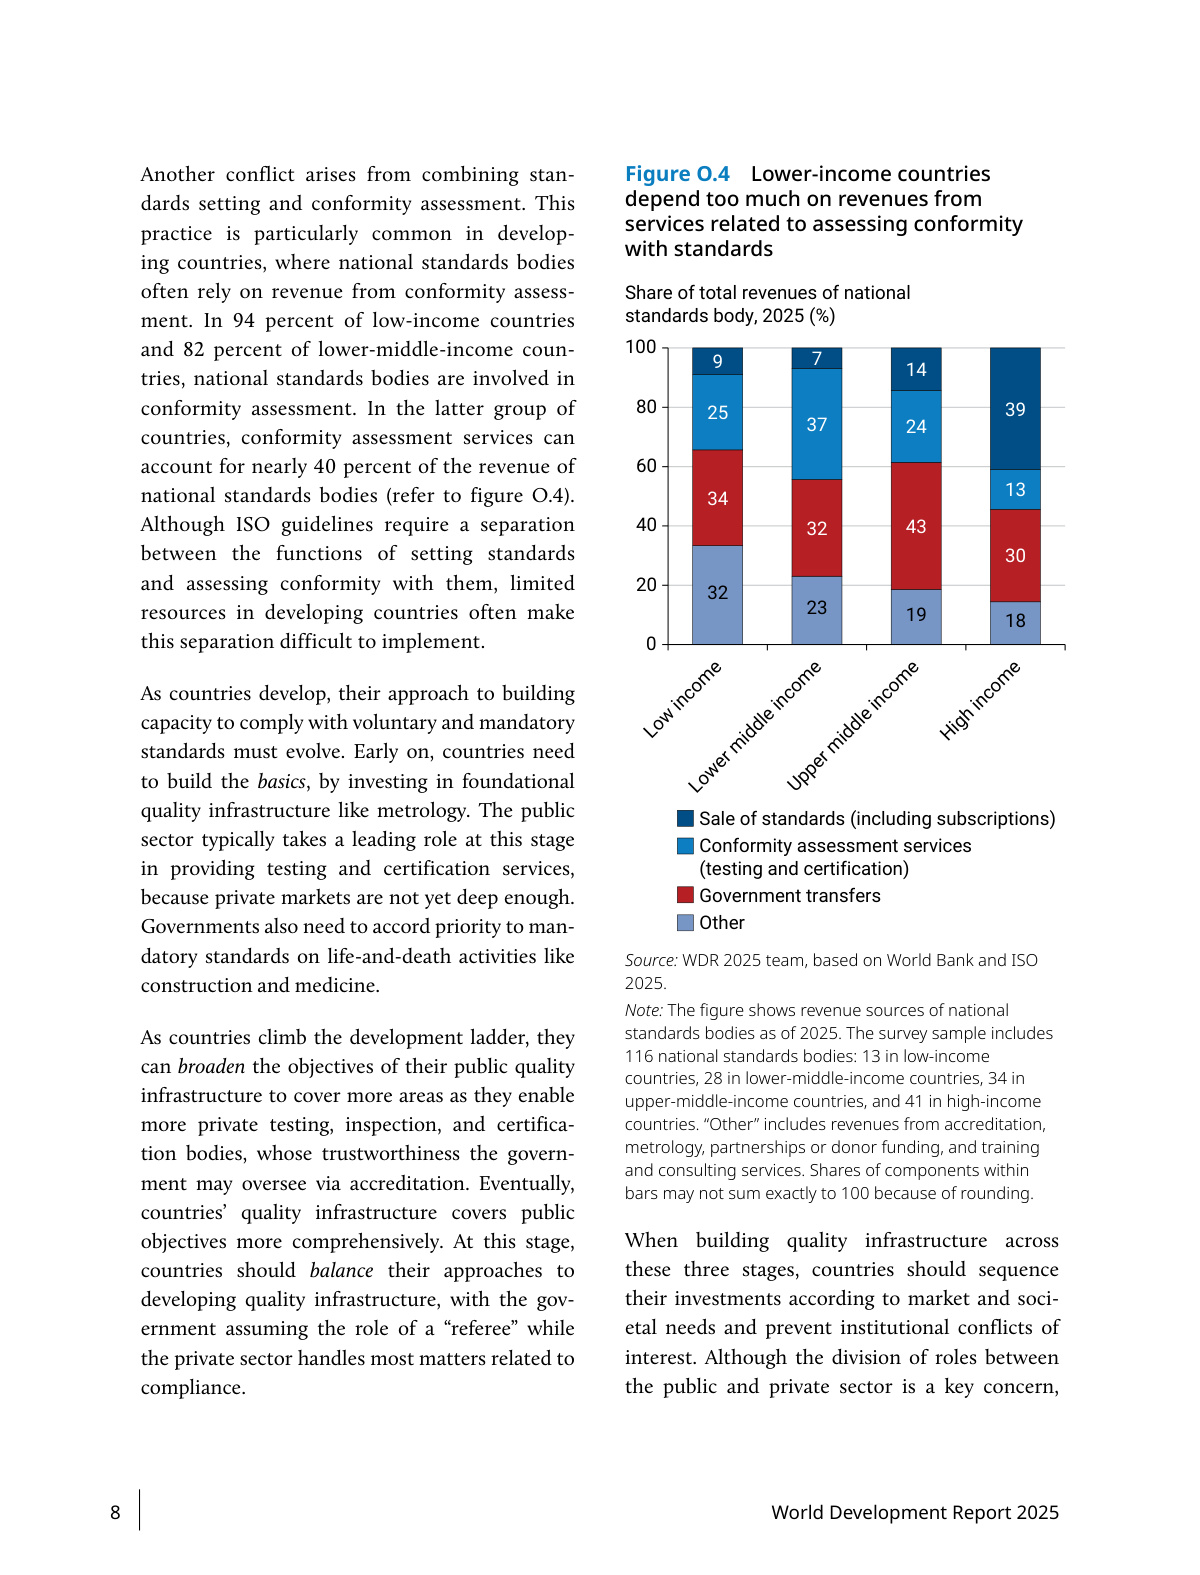 Another conflict arises from combining stan-
dards setting and conformity assessment. This
practice is particularly common in develop-
ing countries, where national standards bodies
often rely on revenue from conformity assess-
ment. In 94 percent of low-income countries
and 82 percent of lower-middle-income coun-
tries, national standards bodies are involved in
conformity assessment. In the latter group of
countries, conformity assessment services can
account for nearly 40 percent of the revenue of
national standards bodies (refer to figure O.4).
Although ISO guidelines require a separation
between the functions of setting standards
and assessing conformity with them, limited
resources in developing countries often make
this separation difficult to implement.
As countries develop, their approach to building
capacity to comply with voluntary and mandatory
standards must evolve. Early on, countries need
to build the basics, by investing in foundational
quality infrastructure like metrology. The public
sector typically takes a leading role at this stage
in providing testing and certification services,
because private markets are not yet deep enough.
Governments also need to accord priority to man-
datory standards on life-and-death activities like
construction and medicine.
As countries climb the development ladder, they
can broaden the objectives of their public quality
infrastructure to cover more areas as they enable
more private testing, inspection, and certifica-
tion bodies, whose trustworthiness the govern-
ment may oversee via accreditation. Eventually,
countries’ quality infrastructure covers public
objectives more comprehensively. At this stage,
countries should balance their approaches to
developing quality infrastructure, with the gov-
ernment assuming the role of a “referee” while
the private sector handles most matters related to
compliance.
Figure O.4 Lower-income countries
depend too much on revenues from
services related to assessing conformity
with standards
Share of total revenues of national
standards body, 2025 (%)
100
80
60
40
20
0
9
25
34
32
7
37
32
23
14
24
43
19
39
13
30
18
Low income
Lower middle income
Upper middle income
High income
Sale of standards (including subscriptions)
Conformity assessment services
(testing and certification)
Government transfers
Other
Source: WDR 2025 team, based on World Bank and ISO
2025.
Note: The figure shows revenue sources of national
standards bodies as of 2025. The survey sample includes
116 national standards bodies: 13 in low-income
countries, 28 in lower-middle-income countries, 34 in
upper-middle-income countries, and 41 in high-income
countries. “Other” includes revenues from accreditation,
metrology, partnerships or donor funding, and training
and consulting services. Shares of components within
bars may not sum exactly to 100 because of rounding.
When building quality infrastructure across
these three stages, countries should sequence
their investments according to market and soci-
etal needs and prevent institutional conflicts of
interest. Although the division of roles between
the public and private sector is a key concern,
8
World Development Report 2025